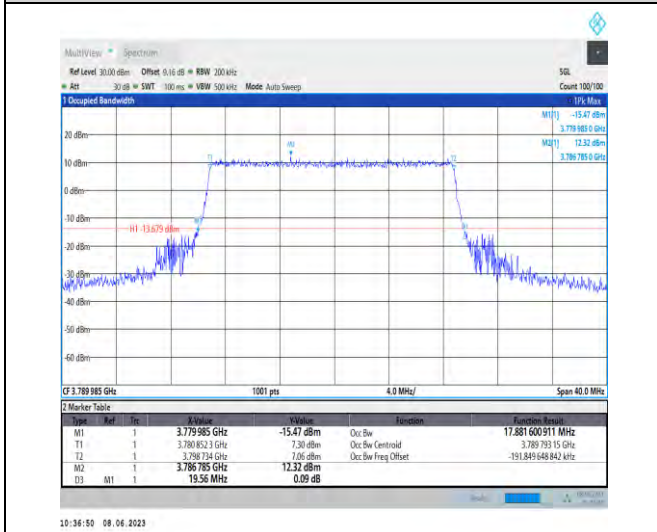 MultiView Spectrum
Ref Level 30.00 dBm Offset 9.16 dB RBW 200 kHz SGL
Att 30 dB SWT 100 ms VBW 500 kHz Mode Auto Sweep Count 100/100
1 Occupied Bandwidth 1Pk Max
M1[1] -15.47 dBm
3.779 985 0 GHz
M2[1] 12.32 dBm
3.786 785 0 GHz
20 dBm
M2
T1 T2
10 dBm
0 dBm
-10 dBm
H1 -13.679 dBm
-30 dBm
-40 dBm
-50 dBm
-60 dBm
CF 3.789 985 GHz 1001 pts 4.0 MHz/ Span 40.0 MHz
2 Marker Table
Type Ref Trc X-Value Y-Value Function Function Result
M1 1 3.779 985 GHz -15.47 dBm Occ Bw 17.881 600 911 MHz
T1 1 3.780 852 3 GHz 7.30 dBm Occ Bw Centroid 3.789 793 15 GHz
T2 1 3.798 734 GHz 7.06 dBm Occ Bw Freq Offset -191.849 648 842 kHz
M2 1 3.786 785 GHz 12.32 dBm
D3 M1 1 19.56 MHz 0.09 dB
10:36:50 08.06.2023